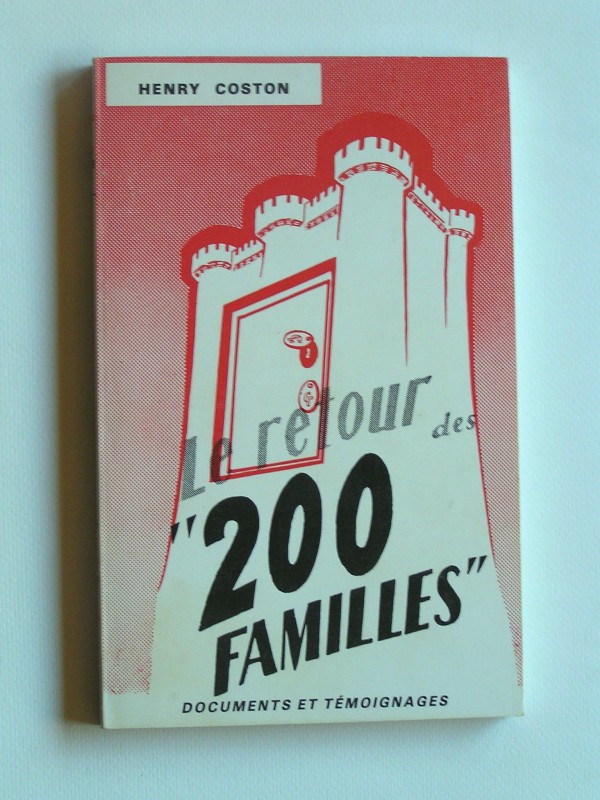 HENRY COSTON
Le retour des
"200
FAMILLES"
DOCUMENTS ET TÉMOIGNAGES